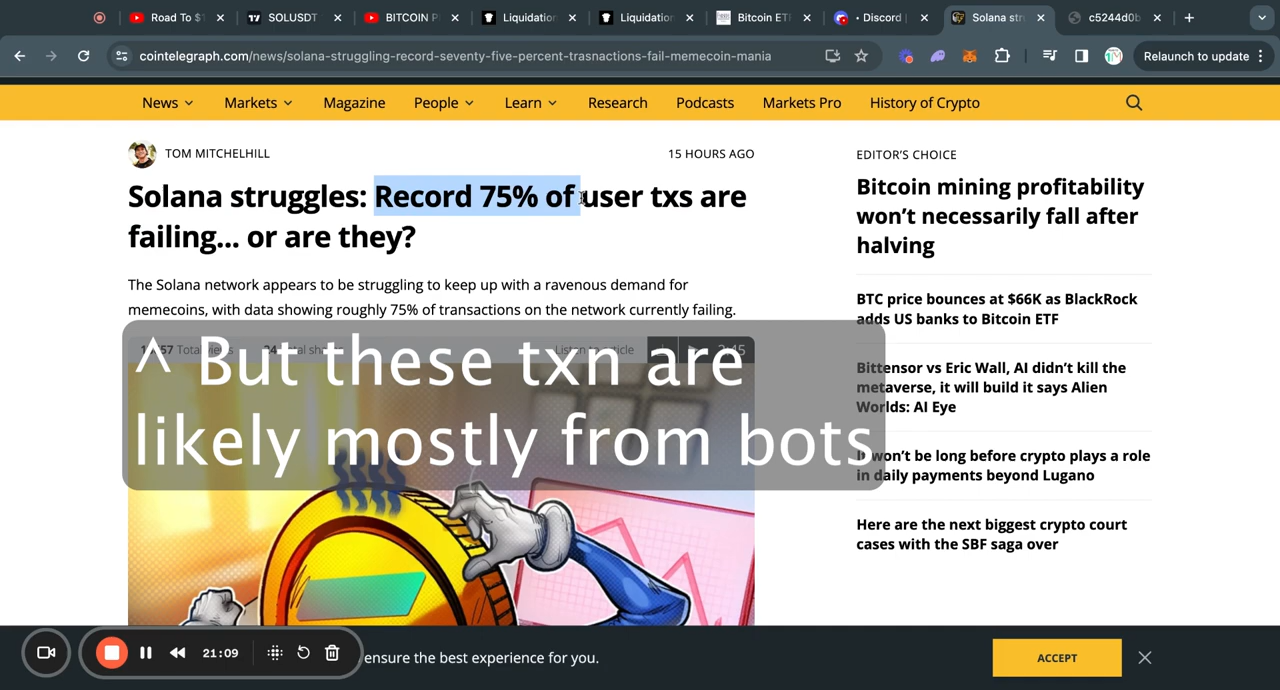 Road To $1
SOLUSDT
BITCOIN P
Liquidation
Liquidation
Bitcoin ET
• Discord |
Solana str
c5244d0b
cointelegraph.com/news/solana-struggling-record-seventy-five-percent-trasnactions-fail-memecoin-mania
Relaunch to update
News
Markets
Magazine
People
Learn
Research
Podcasts
Markets Pro
History of Crypto
TOM MITCHELHILL
15 HOURS AGO
Solana struggles: Record 75% of user txs are
failing... or are they?
The Solana network appears to be struggling to keep up with a ravenous demand for
memecoins, with data showing roughly 75% of transactions on the network currently failing.
Listen to article
^ But these txn are
likely mostly from bots
EDITOR'S CHOICE
Bitcoin mining profitability
won't necessarily fall after
halving
BTC price bounces at $66K as BlackRock
adds US banks to Bitcoin ETF
Bittensor vs Eric Wall, AI didn't kill the
metaverse, it will build it says Alien
Worlds: AI Eye
won't be long before crypto plays a role
in daily payments beyond Lugano
Here are the next biggest crypto court
cases with the SBF saga over
21:09
ensure the best experience for you.
ACCEPT